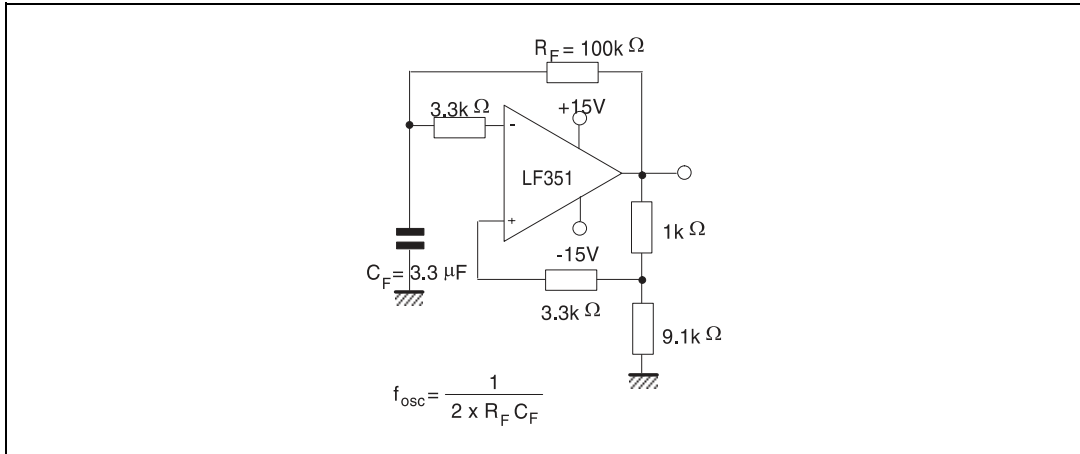 R_F = 100k Ω
3.3k Ω
+15V
-
LF351
+
1k Ω
-15V
C_F = 3.3 μF
3.3k Ω
9.1k Ω
f_osc = 1 / (2 x R_F C_F)